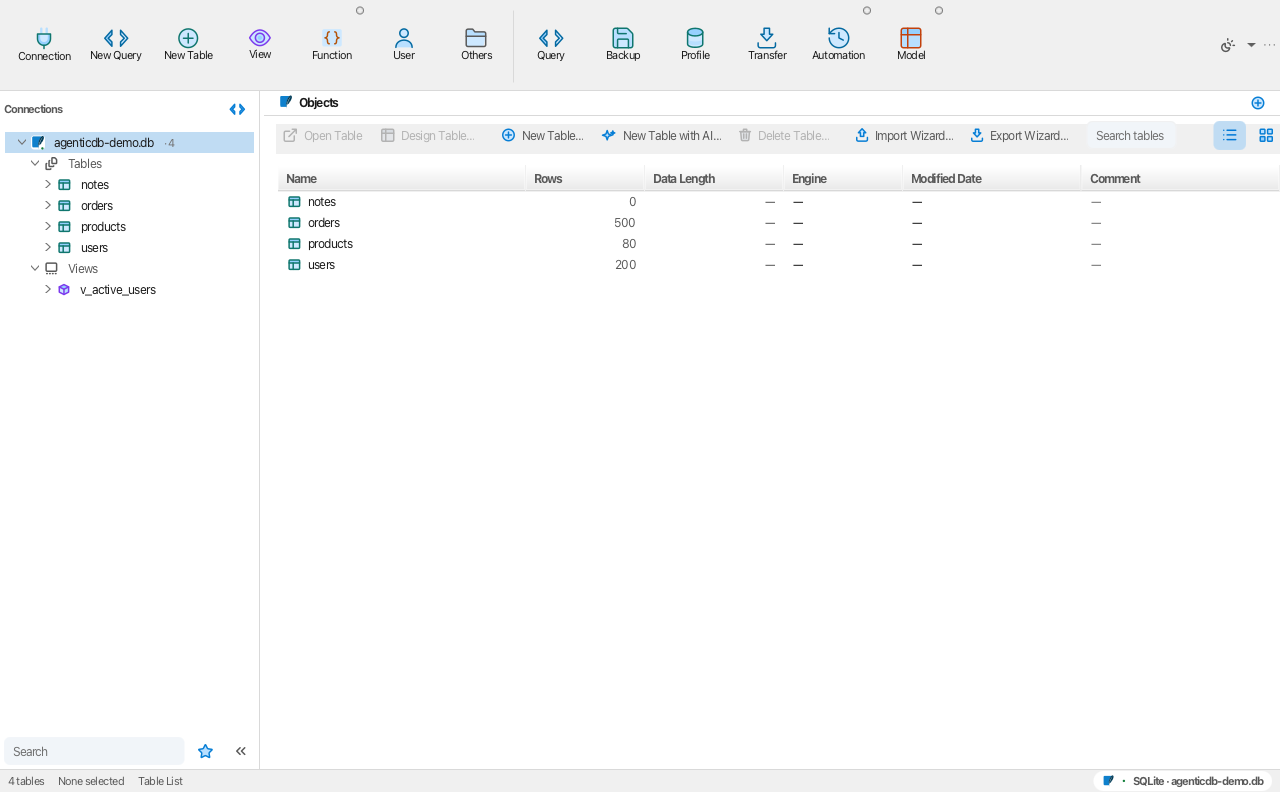 Connection
New Query
New Table
View
Function
User
Others
Query
Backup
Profile
Transfer
Automation
Model
Connections
Objects
agenticdb-demo.db · 4
Tables
notes
orders
products
users
Views
v_active_users
Open Table
Design Table...
New Table...
New Table with AI...
Delete Table...
Import Wizard...
Export Wizard...
Search tables
Name Rows Data Length Engine Modified Date Comment
notes 0 — — — —
orders 500 — — — —
products 80 — — — —
users 200 — — — —
Search
4 tables None selected Table List
SQLite · agenticdb-demo.db